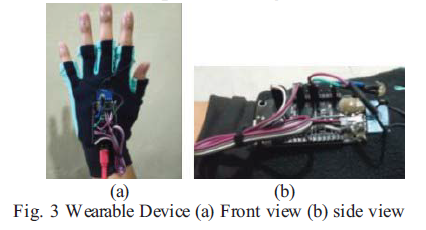 (a) (b)
Fig. 3 Wearable Device (a) Front view (b) side view